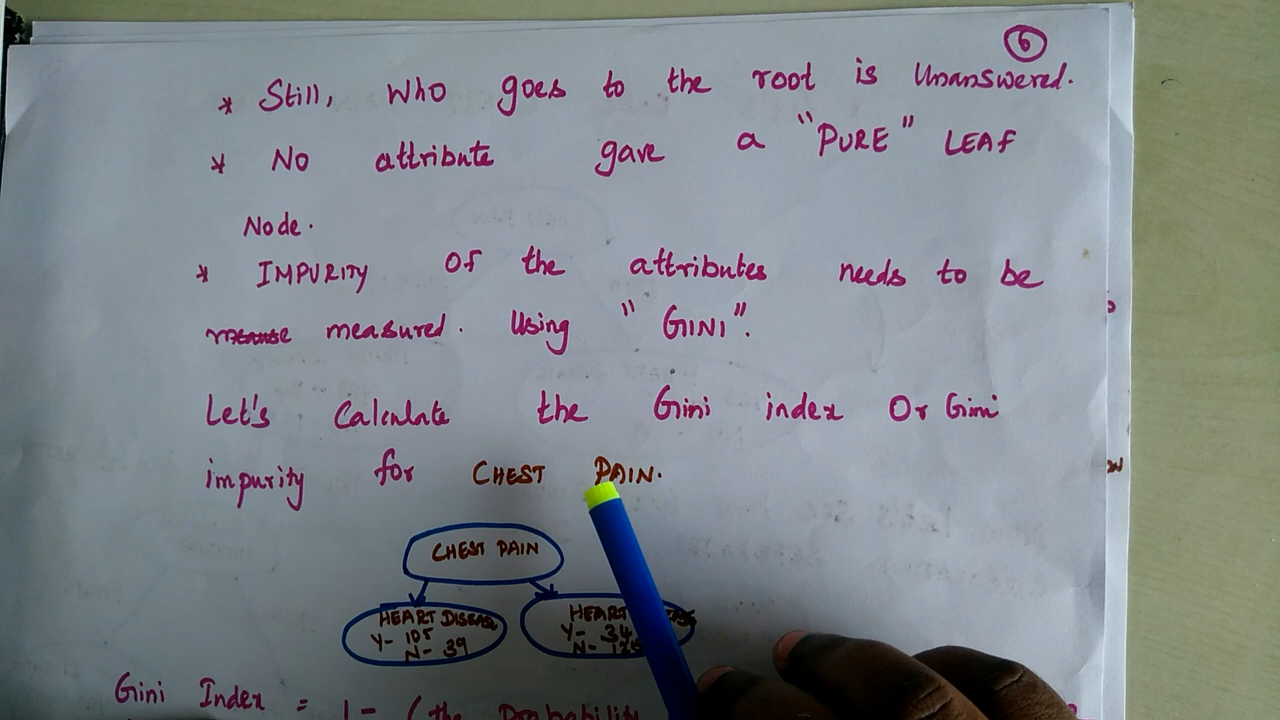 6
* Still, who goes to the root is Unanswered.
* No attribute gave a "PURE" LEAF
Node.
* IMPURITY Of the attributes needs to be
measured. Using "GINI".
Let's Calculate the Gini index Or Gini
impurity for CHEST PAIN.
CHEST PAIN
HEART DISEASE HEART
Y- 105 Y- 34
N- 39 N-
Gini Index = 1- (the Probability